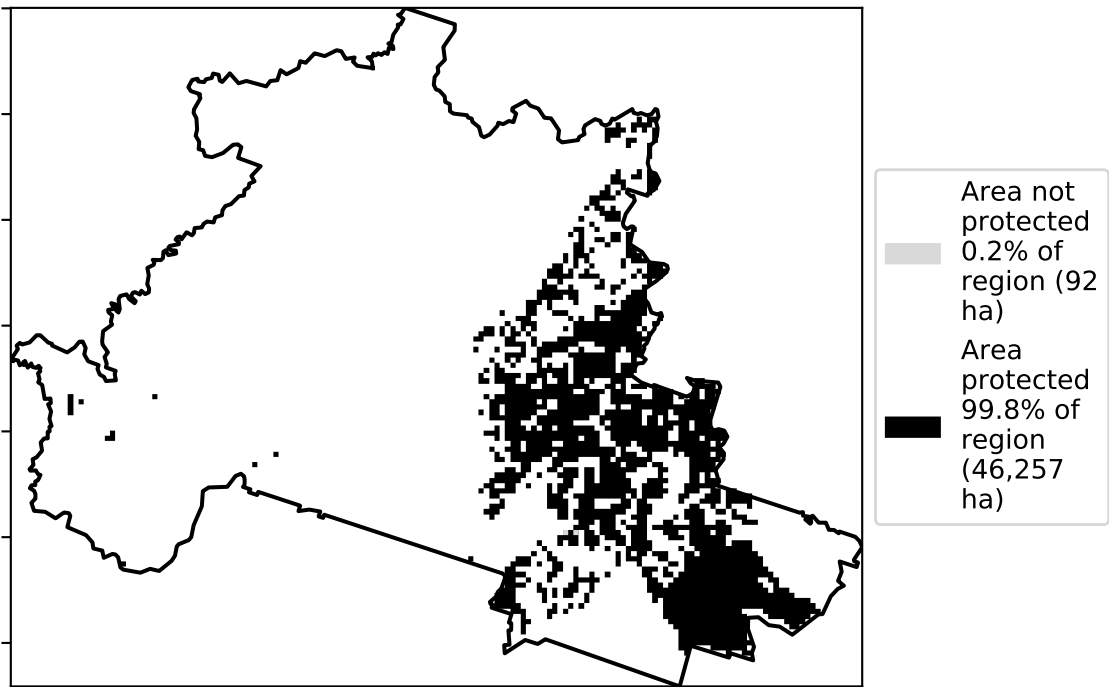 Area not
protected
0.2% of
region (92
ha)
Area
protected
99.8% of
region
(46,257
ha)